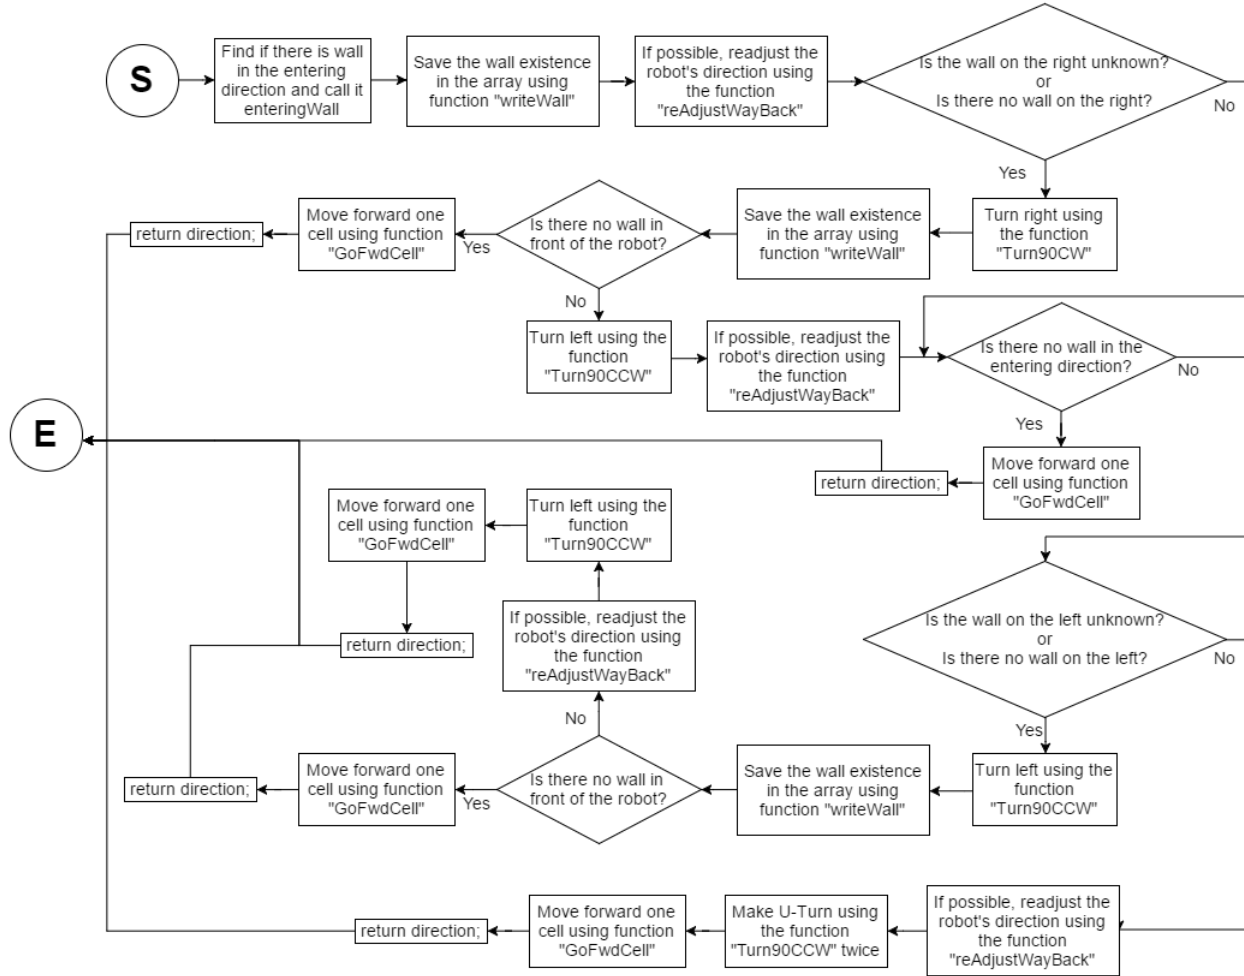 S
Find if there is wall
in the entering
direction and call it
enteringWall
Save the wall existence
in the array using
function "writeWall"
If possible, readjust the
robot's direction using
the function
"reAdjustWayBack"
Is the wall on the right unknown?
or
Is there no wall on the right?
No
Yes
Turn right using
the function
"Turn90CW"
Save the wall existence
in the array using
function "writeWall"
Is there no wall in
front of the robot?
Yes
Move forward one
cell using function
"GoFwdCell"
return direction;
No
Turn left using the
function
"Turn90CCW"
If possible, readjust the
robot's direction using
the function
"reAdjustWayBack"
Is there no wall in the
entering direction?
No
Yes
Move forward one
cell using function
"GoFwdCell"
return direction;
E
Is the wall on the left unknown?
or
Is there no wall on the left?
No
Yes
Turn left using the
function
"Turn90CCW"
Save the wall existence
in the array using
function "writeWall"
Is there no wall in
front of the robot?
Yes
Move forward one
cell using function
"GoFwdCell"
return direction;
No
If possible, readjust the
robot's direction using
the function
"reAdjustWayBack"
Turn left using the
function
"Turn90CCW"
Move forward one
cell using function
"GoFwdCell"
return direction;
If possible, readjust the
robot's direction using
the function
"reAdjustWayBack"
Make U-Turn using
the function
"Turn90CCW" twice
Move forward one
cell using function
"GoFwdCell"
return direction;